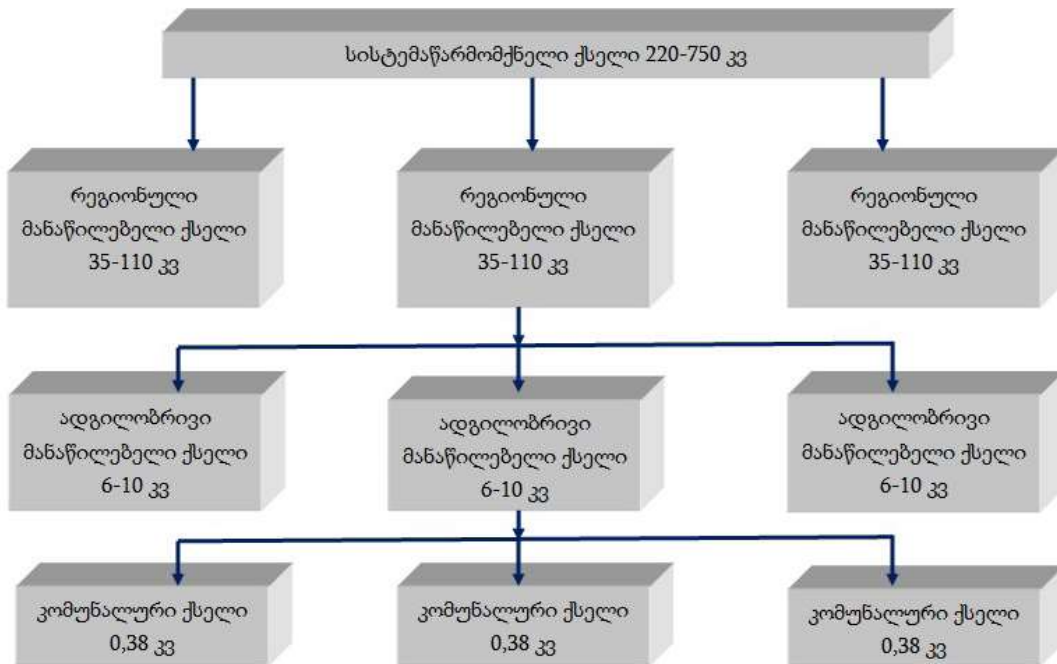 სისტემაწარმომქნელი ქსელი 220-750 კვ
რეგიონული
მანაწილებელი ქსელი
35-110 კვ
რეგიონული
მანაწილებელი ქსელი
35-110 კვ
რეგიონული
მანაწილებელი ქსელი
35-110 კვ
ადგილობრივი
მანაწილებელი ქსელი
6-10 კვ
ადგილობრივი
მანაწილებელი ქსელი
6-10 კვ
ადგილობრივი
მანაწილებელი ქსელი
6-10 კვ
კომუნალური ქსელი
0,38 კვ
კომუნალური ქსელი
0,38 კვ
კომუნალური ქსელი
0,38 კვ